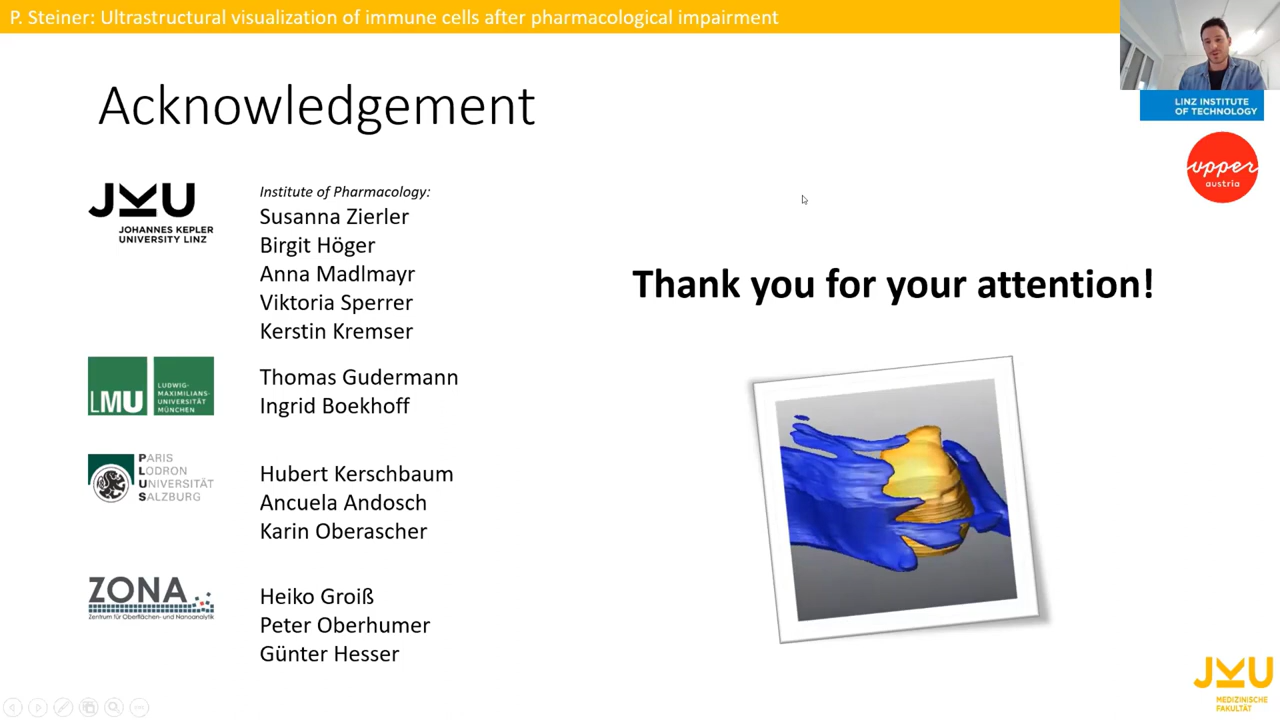 P. Steiner: Ultrastructural visualization of immune cells after pharmacological impairment
LINZ INSTITUTE
OF TECHNOLOGY
upper
austria
Acknowledgement
JKU
JOHANNES KEPLER
UNIVERSITY LINZ
Institute of Pharmacology:
Susanna Zierler
Birgit Höger
Anna Madlmayr
Viktoria Sperrer
Kerstin Kremser
Thank you for your attention!
LMU
LUDWIG-
MAXIMILIANS-
UNIVERSITÄT
MÜNCHEN
Thomas Gudermann
Ingrid Boekhoff
PARIS
LODRON
UNIVERSITÄT
SALZBURG
Hubert Kerschbaum
Ancuela Andosch
Karin Oberascher
ZONA
Zentrum für Oberflächen- und Nanoanalytik
Heiko Groiß
Peter Oberhumer
Günter Hesser
JKU
MEDIZINISCHE
FAKULTÄT